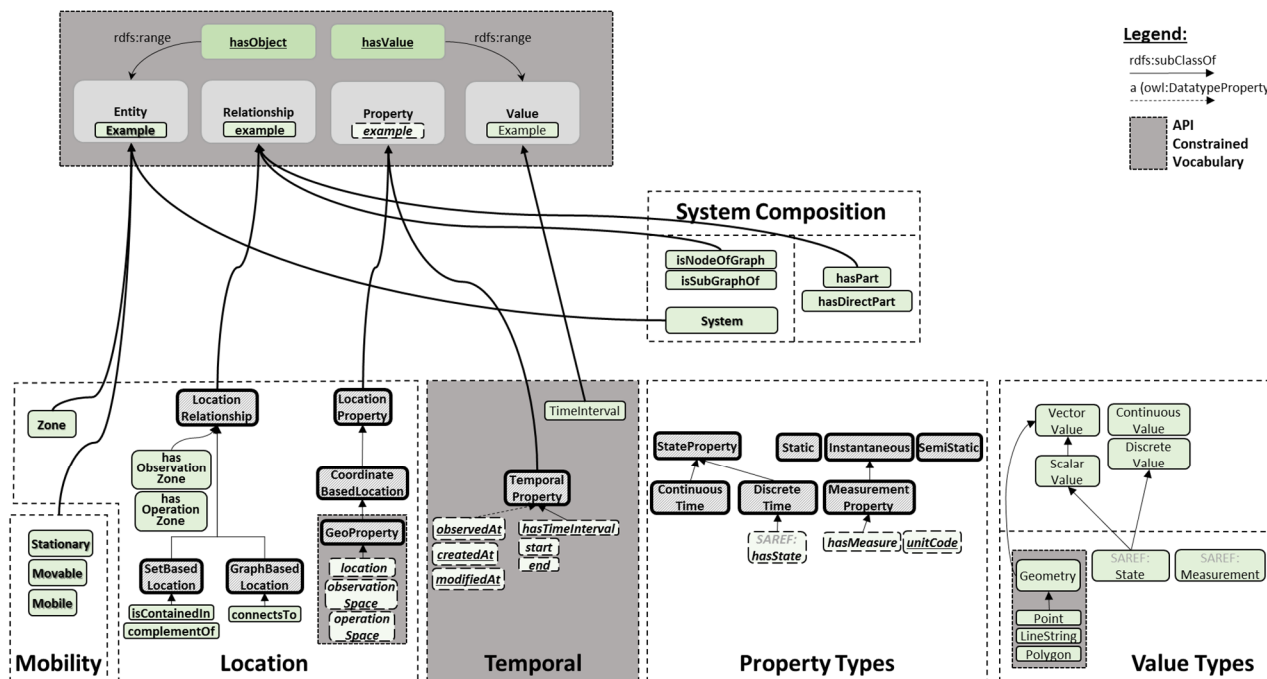 rdfs:range
hasObject
hasValue
rdfs:range
Entity
Example
Relationship
example
Property
example
Value
Example
Legend:
rdfs:subClassOf
a (owl:DatatypeProperty
API
Constrained
Vocabulary
System Composition
isNodeOfGraph
isSubGraphOf
System
hasPart
hasDirectPart
Zone
Location
Relationship
has
Observation
Zone
has
Operation
Zone
SetBased
Location
isContainedIn
complementOf
GraphBased
Location
connectsTo
Location
Property
Coordinate
BasedLocation
GeoProperty
location
observation
Space
operation
Space
Stationary
Movable
Mobile
Mobility
Location
TimeInterval
Temporal
Property
observedAt
createdAt
modifiedAt
hasTimeInterval
start
end
Temporal
StateProperty
Continuous
Time
Discrete
Time
SAREF:
hasState
Static
Instantaneous
SemiStatic
Measurement
Property
hasMeasure
unitCode
Property Types
Vector
Value
Continuous
Value
Scalar
Value
Discrete
Value
Geometry
Point
LineString
Polygon
SAREF:
State
SAREF:
Measurement
Value Types